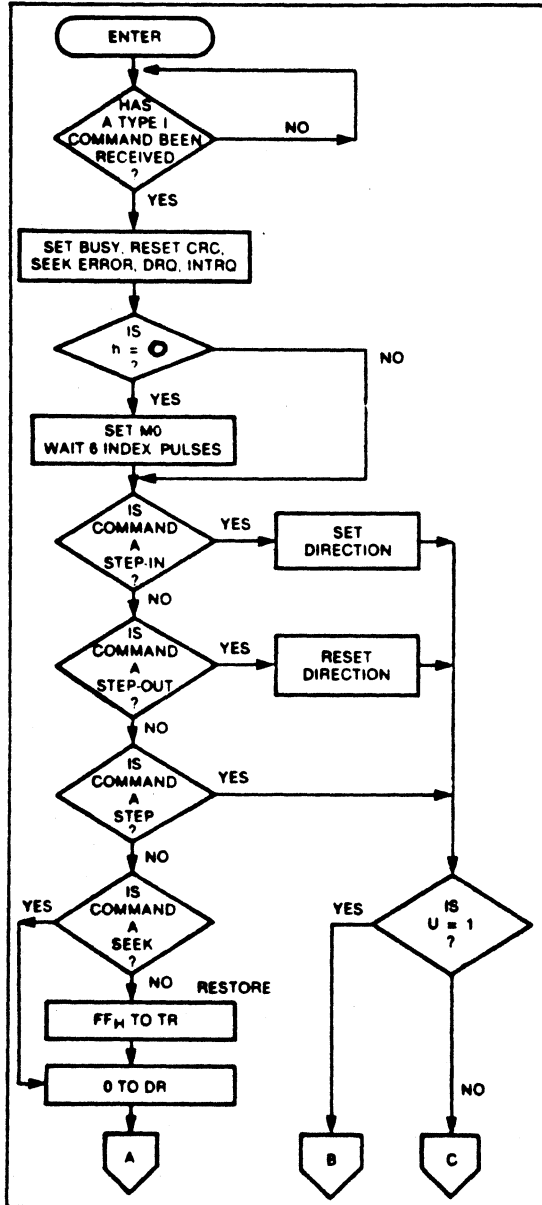 ENTER
HAS
A TYPE I
COMMAND BEEN
RECEIVED
?
NO
YES
SET BUSY, RESET CRC,
SEEK ERROR, DRQ, INTRQ
IS
h = 0
?
NO
YES
SET MO
WAIT 6 INDEX PULSES
IS
COMMAND
A
STEP-IN
?
YES
SET
DIRECTION
NO
IS
COMMAND
A
STEP-OUT
?
YES
RESET
DIRECTION
NO
IS
COMMAND
A
STEP
?
YES
NO
IS
COMMAND
A
SEEK
?
YES
NO
RESTORE
IS
U = 1
?
YES
NO
FFH TO TR
0 TO DR
A
B
C